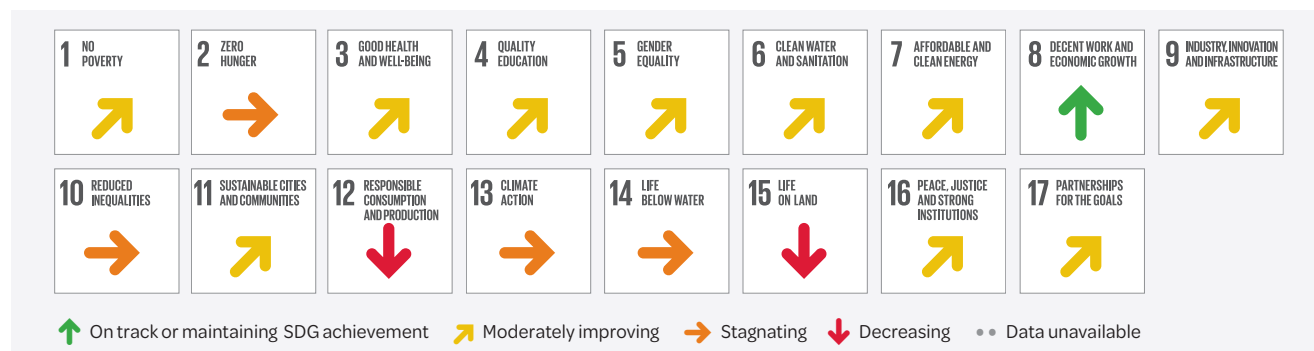 1 NO
POVERTY
2 ZERO
HUNGER
3 GOOD HEALTH
AND WELL-BEING
4 QUALITY
EDUCATION
5 GENDER
EQUALITY
6 CLEAN WATER
AND SANITATION
7 AFFORDABLE AND
CLEAN ENERGY
8 DECENT WORK AND
ECONOMIC GROWTH
9 INDUSTRY, INNOVATION
AND INFRASTRUCTURE
10 REDUCED
INEQUALITIES
11 SUSTAINABLE CITIES
AND COMMUNITIES
12 RESPONSIBLE
CONSUMPTION
AND PRODUCTION
13 CLIMATE
ACTION
14 LIFE
BELOW WATER
15 LIFE
ON LAND
16 PEACE, JUSTICE
AND STRONG
INSTITUTIONS
17 PARTNERSHIPS
FOR THE GOALS
On track or maintaining SDG achievement
Moderately improving
Stagnating
Decreasing
Data unavailable